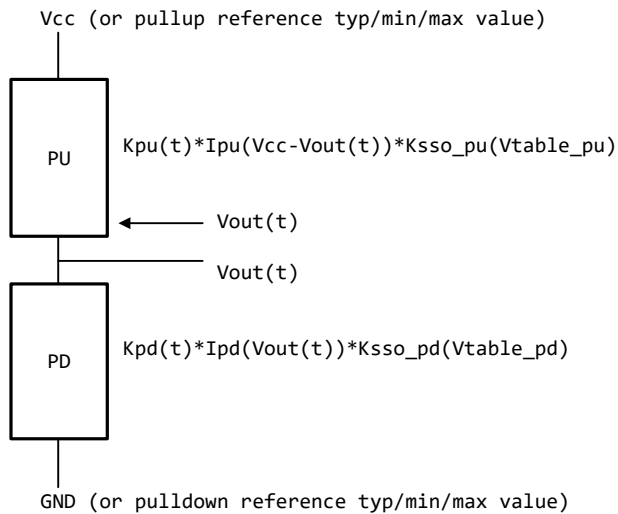 Vcc (or pullup reference typ/min/max value)
PU
Kpu(t)*Ipu(Vcc-Vout(t))*Ksso_pu(Vtable_pu)
Vout(t)
Vout(t)
PD
Kpd(t)*Ipd(Vout(t))*Ksso_pd(Vtable_pd)
GND (or pulldown reference typ/min/max value)